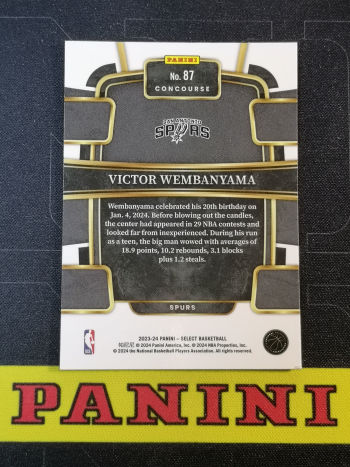 PANINI
No. 87
CONCOURSE
SAN ANTONIO
SPURS
VICTOR WEMBANYAMA
Wembanyama celebrated his 20th birthday on
Jan. 4, 2024. Before blowing out the candles,
the center had appeared in 29 NBA contests and
looked far from inexperienced. During his run
as a teen, the big man wowed with averages of
18.9 points, 10.2 rebounds, 3.1 blocks
plus 1.2 steals.
SPURS
2023-24 PANINI – SELECT BASKETBALL
© 2024 Panini America, Inc. © 2024 NBA Properties, Inc.
© 2024 the National Basketball Players Association. All rights reserved.
PANINI